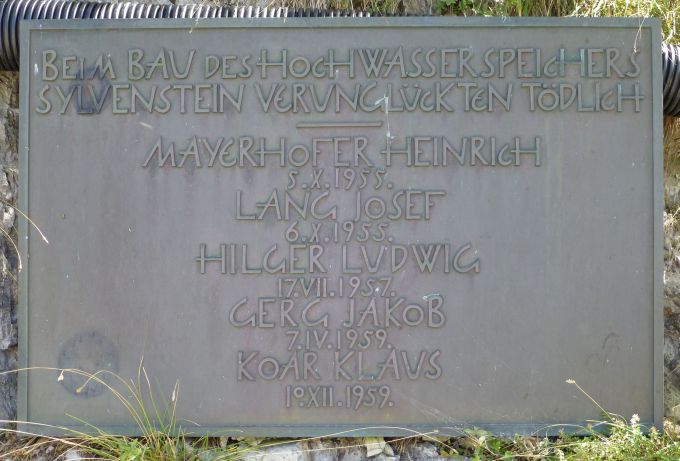 BEIM BAU DES HOCHWASSERSPEICHERS
SYLVENSTEIN VERUNGLÜCKTEN TÖDLICH
MAYERHOFER HEINRICH
5.X.1955.
LANG JOSEF
6.X.1955.
HILGER LUDWIG
17.VII.1957.
GERG JAKOB
7.IV.1959.
KOAR KLAUS
10.XII.1959.